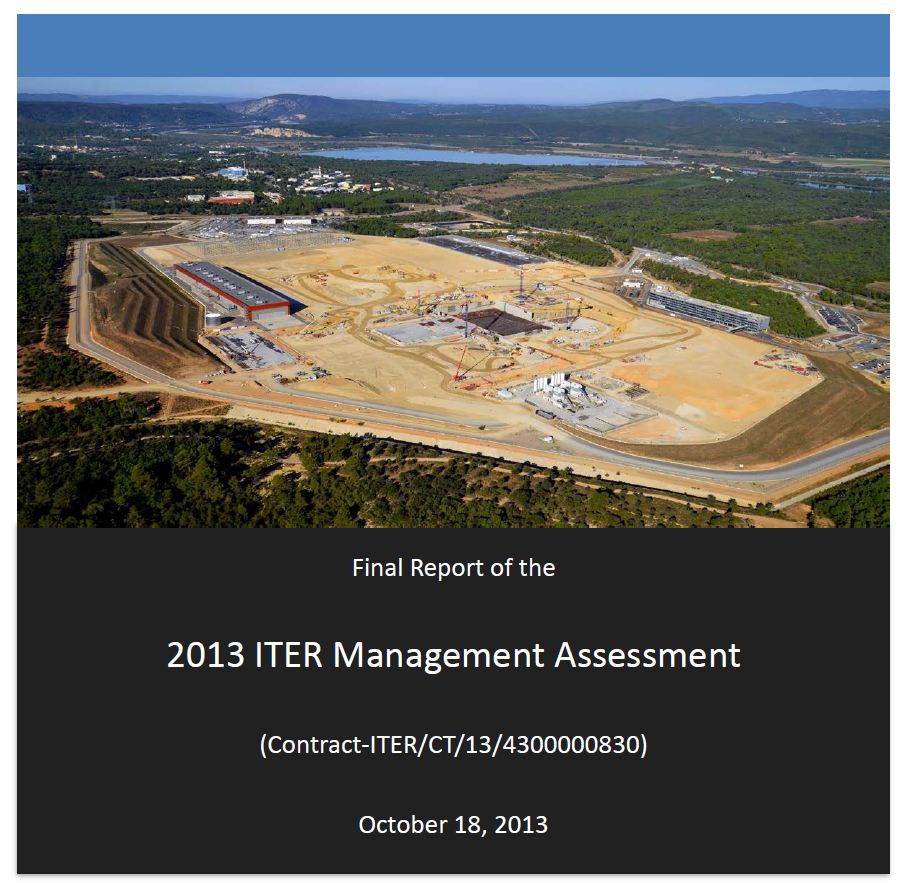 Final Report of the
2013 ITER Management Assessment
(Contract-ITER/CT/13/4300000830)
October 18, 2013